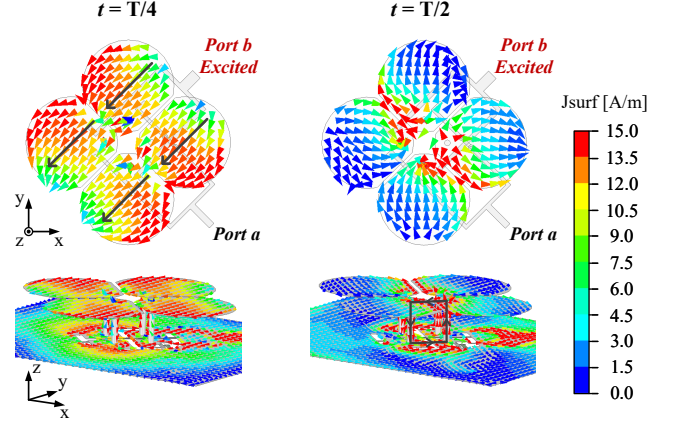 t = T/4
t = T/2
Port b
Excited
Port b
Excited
Jsurf [A/m]
15.0
13.5
12.0
10.5
9.0
7.5
6.0
4.5
3.0
1.5
0.0
y
z
x
Port a
y
z
x
Port a
z
y
x
z
y
x